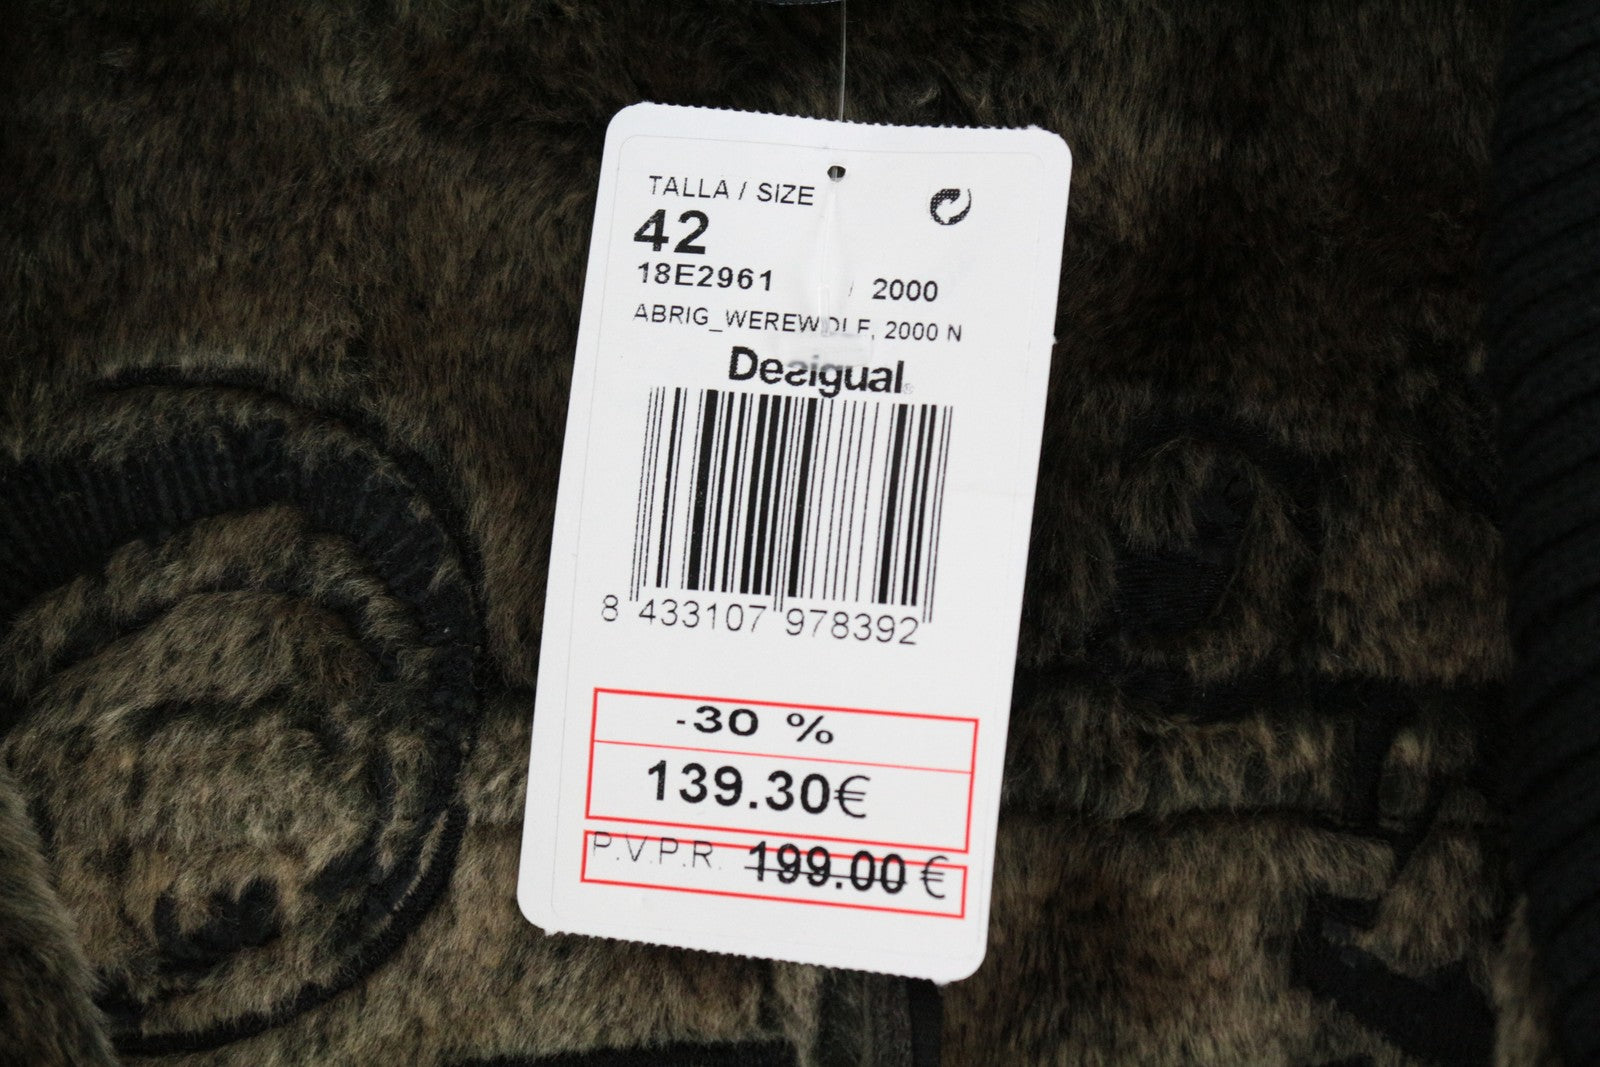 TALLA / SIZE
42
18E2961 / 2000
ABRIG_WEREWOLF, 2000 N
Desigual®
8 433107 978392
-30 %
139.30€
P.V.P.R. 199.00 €